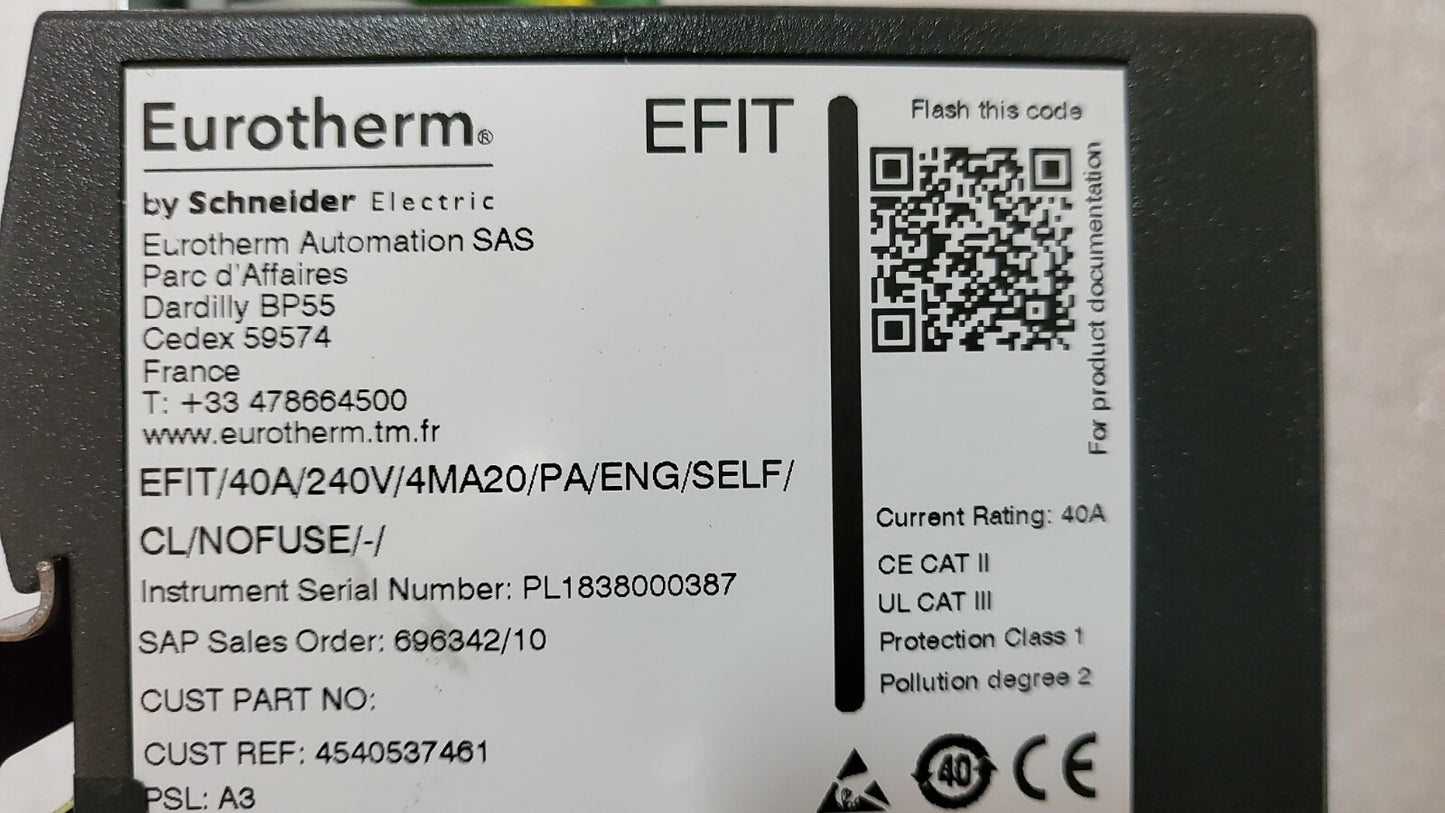 Eurotherm®
EFIT
by Schneider Electric
Eurotherm Automation SAS
Parc d'Affaires
Dardilly BP55
Cedex 59574
France
T: +33 478664500
www.eurotherm.tm.fr
EFIT/40A/240V/4MA20/PA/ENG/SELF/
CL/NOFUSE/-/
Instrument Serial Number: PL1838000387
SAP Sales Order: 696342/10
CUST PART NO:
CUST REF: 4540537461
PSL: A3
Flash this code
For product documentation
Current Rating: 40A
CE CAT II
UL CAT III
Protection Class 1
Pollution degree 2
40
CE